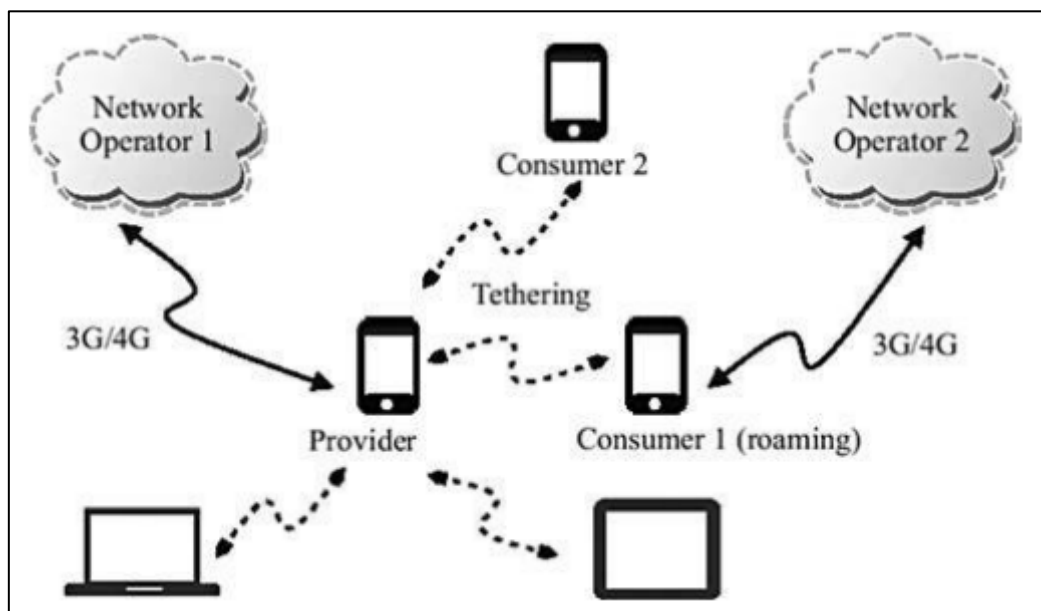 Network
Operator 1
Consumer 2
Network
Operator 2
Tethering
3G/4G
3G/4G
Provider
Consumer 1 (roaming)